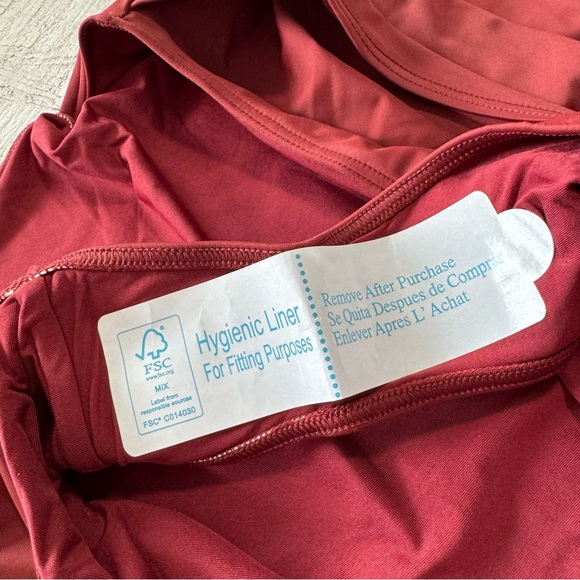 FSC
www.fsc.org
MIX
Label from
responsible sources
FSC® C014030
Hygienic Liner
For Fitting Purposes
Remove After Purchase
Se Quita Despues de Comprar
Enlever Apres L' Achat